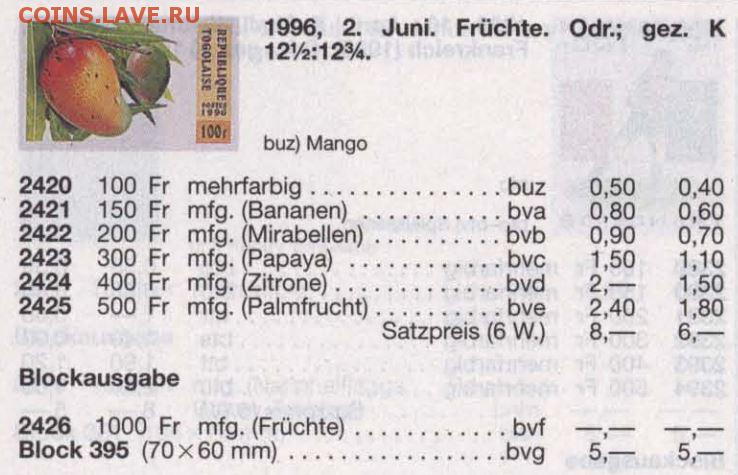 COINS.LAVE.RU
1996, 2. Juni. Früchte. Odr.; gez. K
12½:12¾.
REPUBLIQUE
TOGOLAISE
POSTES
1996
100F
buz) Mango
2420 100 Fr mehrfarbig . . . . . . . . . . . . . . . . buz 0,50 0,40
2421 150 Fr mfg. (Bananen) . . . . . . . . . . . . bva 0,80 0,60
2422 200 Fr mfg. (Mirabellen) . . . . . . . . . . . bvb 0,90 0,70
2423 300 Fr mfg. (Papaya) . . . . . . . . . . . . . bvc 1,50 1,10
2424 400 Fr mfg. (Zitrone) . . . . . . . . . . . . . . bvd 2,— 1,50
2425 500 Fr mfg. (Palmfrucht) . . . . . . . . . . . bve 2,40 1,80
Satzpreis (6 W.) 8,— 6,—
Blockausgabe
2426 1000 Fr mfg. (Früchte) . . . . . . . . . . . . bvf —,— —,—
Block 395 (70×60 mm) . . . . . . . . . . . . . . . . bvg 5,— 5,—